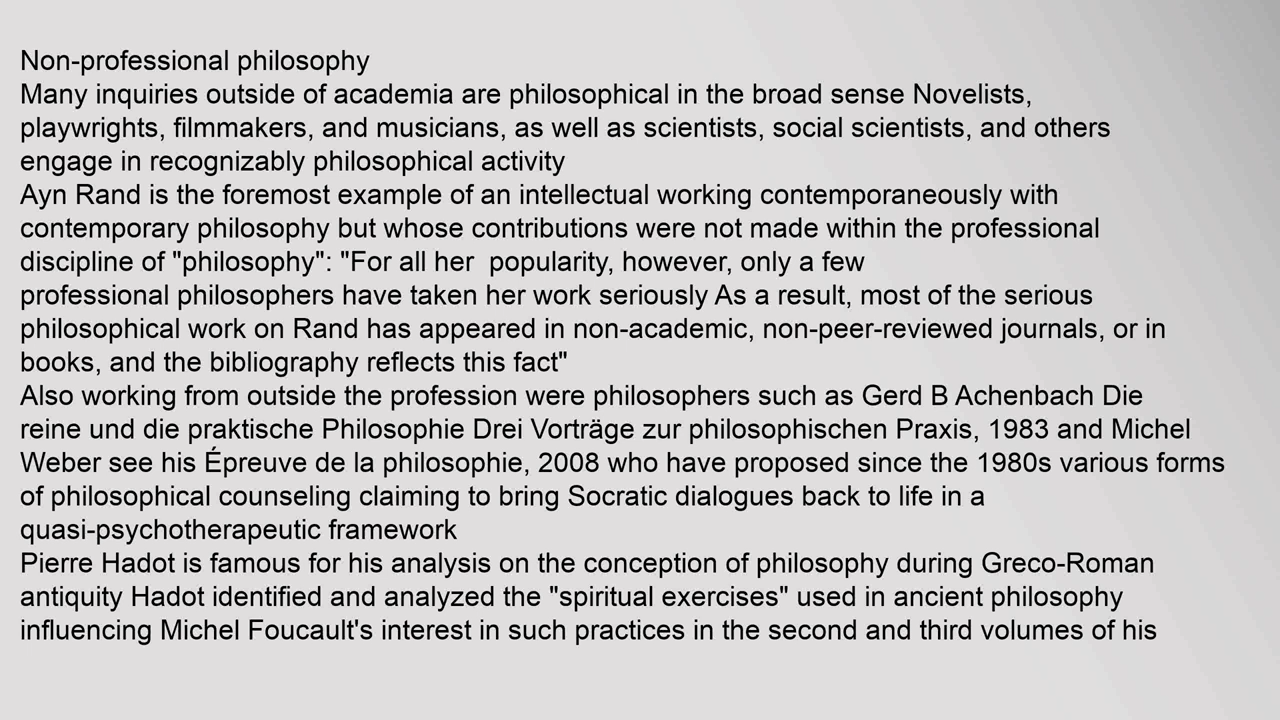 Non-professional philosophy
Many inquiries outside of academia are philosophical in the broad sense Novelists,
playwrights, filmmakers, and musicians, as well as scientists, social scientists, and others
engage in recognizably philosophical activity
Ayn Rand is the foremost example of an intellectual working contemporaneously with
contemporary philosophy but whose contributions were not made within the professional
discipline of "philosophy": "For all her  popularity, however, only a few
professional philosophers have taken her work seriously As a result, most of the serious
philosophical work on Rand has appeared in non-academic, non-peer-reviewed journals, or in
books, and the bibliography reflects this fact"
Also working from outside the profession were philosophers such as Gerd B Achenbach Die
reine und die praktische Philosophie Drei Vorträge zur philosophischen Praxis, 1983 and Michel
Weber see his Épreuve de la philosophie, 2008 who have proposed since the 1980s various forms
of philosophical counseling claiming to bring Socratic dialogues back to life in a
quasi-psychotherapeutic framework
Pierre Hadot is famous for his analysis on the conception of philosophy during Greco-Roman
antiquity Hadot identified and analyzed the "spiritual exercises" used in ancient philosophy
influencing Michel Foucault's interest in such practices in the second and third volumes of his